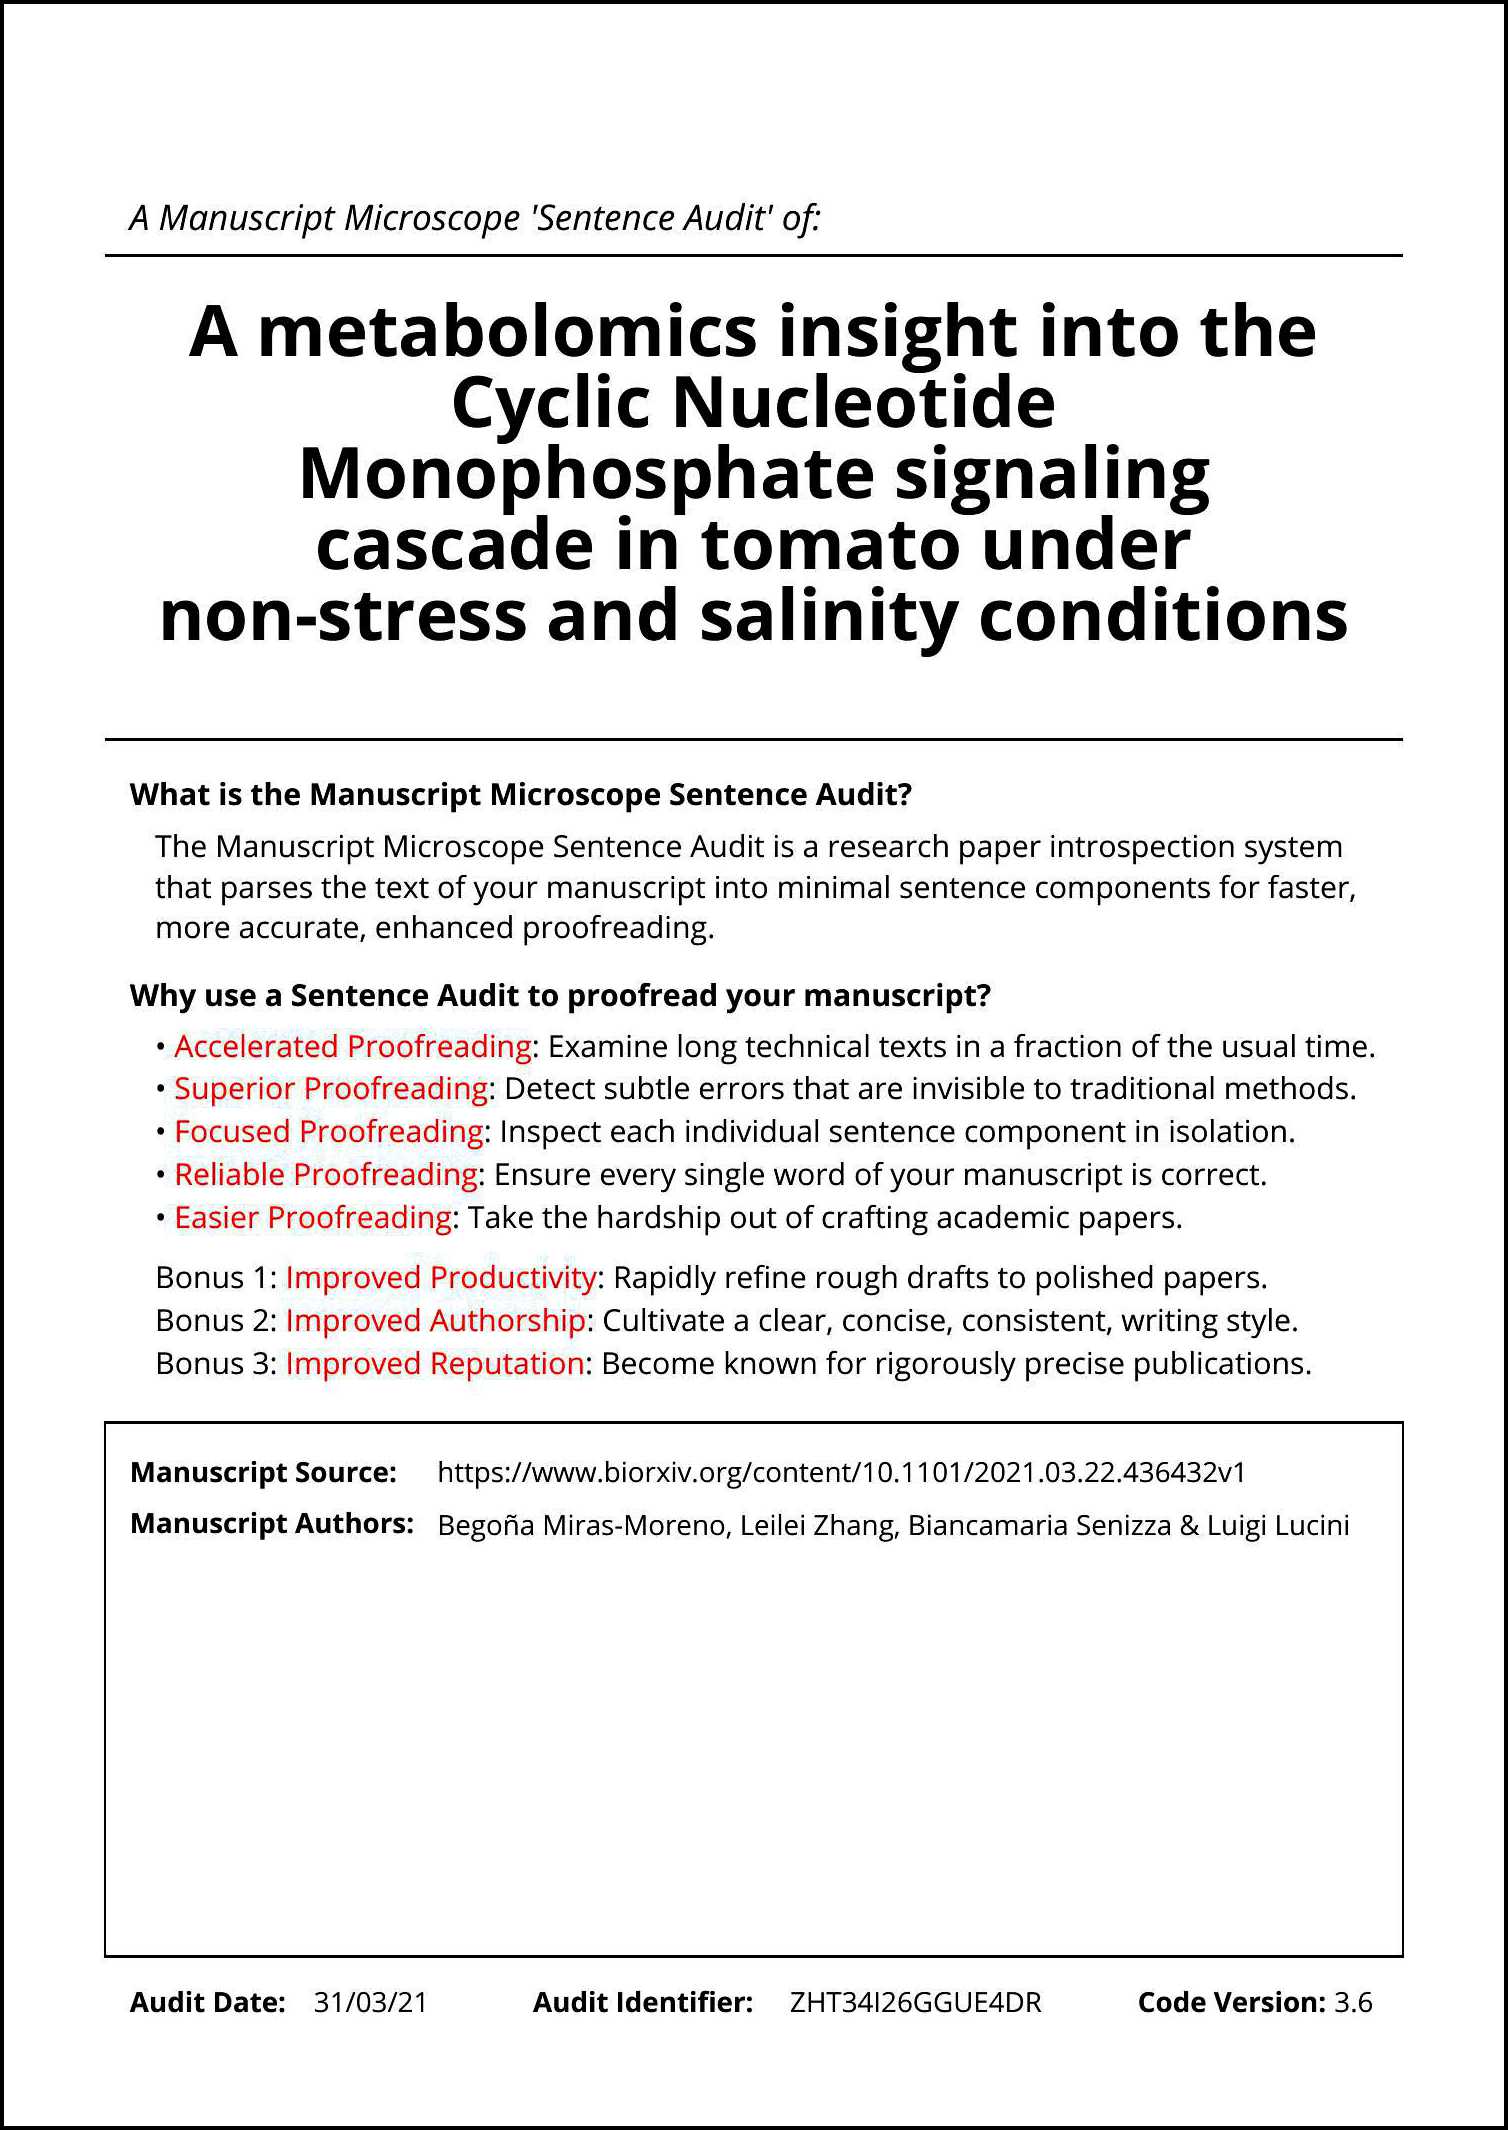 A Manuscript Microscope 'Sentence Audit' of:
A metabolomics insight into the
Cyclic Nucleotide
Monophosphate signaling
cascade in tomato under
non-stress and salinity conditions
What is the Manuscript Microscope Sentence Audit?
The Manuscript Microscope Sentence Audit is a research paper introspection system
that parses the text of your manuscript into minimal sentence components for faster,
more accurate, enhanced proofreading.
Why use a Sentence Audit to proofread your manuscript?
• Accelerated Proofreading: Examine long technical texts in a fraction of the usual time.
• Superior Proofreading: Detect subtle errors that are invisible to traditional methods.
• Focused Proofreading: Inspect each individual sentence component in isolation.
• Reliable Proofreading: Ensure every single word of your manuscript is correct.
• Easier Proofreading: Take the hardship out of crafting academic papers.
Bonus 1: Improved Productivity: Rapidly refine rough drafts to polished papers.
Bonus 2: Improved Authorship: Cultivate a clear, concise, consistent, writing style.
Bonus 3: Improved Reputation: Become known for rigorously precise publications.
Manuscript Source: https://www.biorxiv.org/content/10.1101/2021.03.22.436432v1
Manuscript Authors: Begoña Miras-Moreno, Leilei Zhang, Biancamaria Senizza & Luigi Lucini
Audit Date: 31/03/21 Audit Identifier: ZHT34I26GGUE4DR Code Version: 3.6